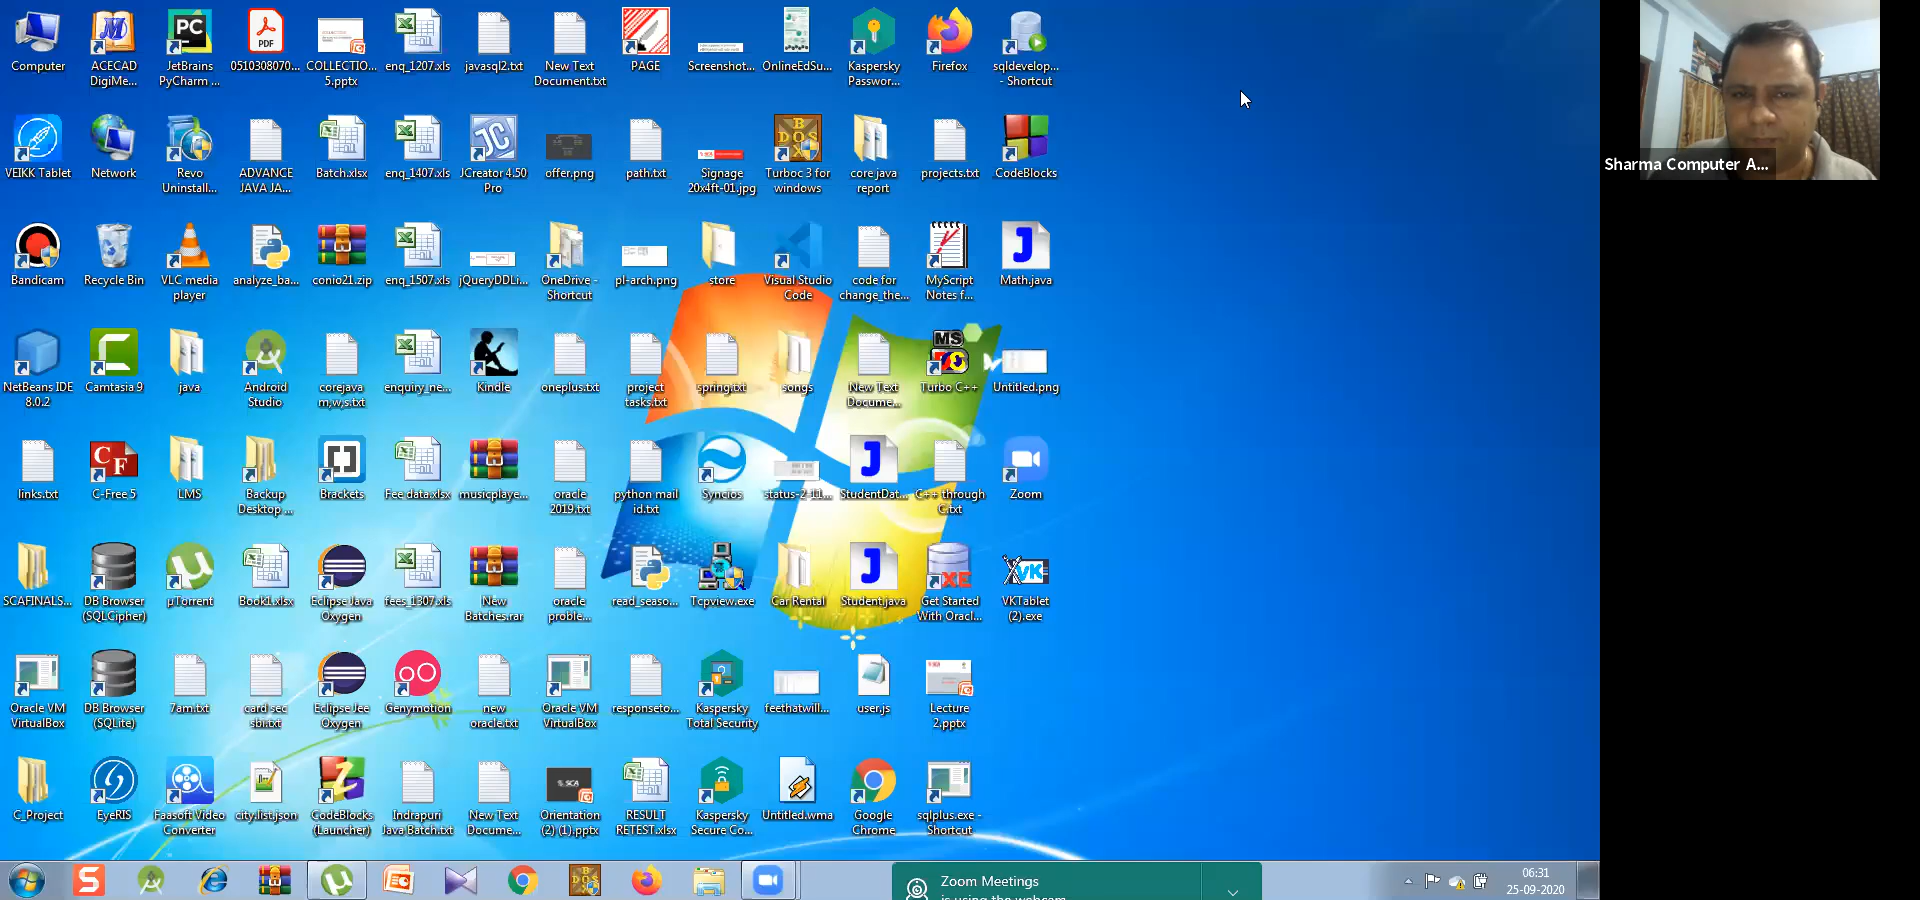 Computer
ACECAD
DigiMe...
JetBrains
PyCharm ...
0510308070...
COLLECTIO...
5.pptx
enq_1207.xls
javasql2.txt
New Text
Document.txt
PAGE
Screenshot...
OnlineEdSu...
Kaspersky
Passwor...
Firefox
sqldevelop...
- Shortcut
VEIKK Tablet
Network
Revo
Uninstall...
ADVANCE
JAVA JA...
Batch.xlsx
enq_1407.xls
JCreator 4.50
Pro
offer.png
path.txt
Signage
20x4ft-01.jpg
Turboc 3 for
windows
core java
report
projects.txt
CodeBlocks
Bandicam
Recycle Bin
VLC media
player
analyze_ba...
conio21.zip
enq_1507.xls
jQueryDDLi...
OneDrive -
Shortcut
pl-arch.png
store
Visual Studio
Code
code for
change_the...
MyScript
Notes f...
Math.java
NetBeans IDE
8.0.2
Camtasia 9
java
Android
Studio
corejava
m,w,s.txt
enquiry_ne...
Kindle
oneplus.txt
project
tasks.txt
spring.txt
songs
New Text
Docume...
Turbo C++
Untitled.png
links.txt
C-Free 5
LMS
Backup
Desktop ...
Brackets
Fee data.xlsx
musicplaye...
oracle
2019.txt
python mail
id.txt
Syncios
status-2-11...
StudentDat...
C++ through
C.txt
Zoom
SCAFINALS...
DB Browser
(SQLCipher)
µTorrent
Book1.xlsx
Eclipse Java
Oxygen
fees_1307.xls
New
Batches.rar
oracle
proble...
read_seaso...
Tcpview.exe
Car Rental
Student.java
Get Started
With Oracl...
VKTablet
(2).exe
Oracle VM
VirtualBox
DB Browser
(SQLite)
7am.txt
card sec
sbi.txt
Eclipse Jee
Oxygen
Genymotion
new
oracle.txt
Oracle VM
VirtualBox
responseto...
Kaspersky
Total Security
feethatwill...
user.js
Lecture
2.pptx
C_Project
EyeRIS
Faasoft Video
Converter
city.list.json
CodeBlocks
(Launcher)
Indrapuri
Java Batch.txt
New Text
Docume...
Orientation
(2) (1).pptx
RESULT
RETEST.xlsx
Kaspersky
Secure Co...
Untitled.wma
Google
Chrome
sqlplus.exe -
Shortcut
Zoom Meetings
is using the webcam
06:31
25-09-2020
Sharma Computer A...